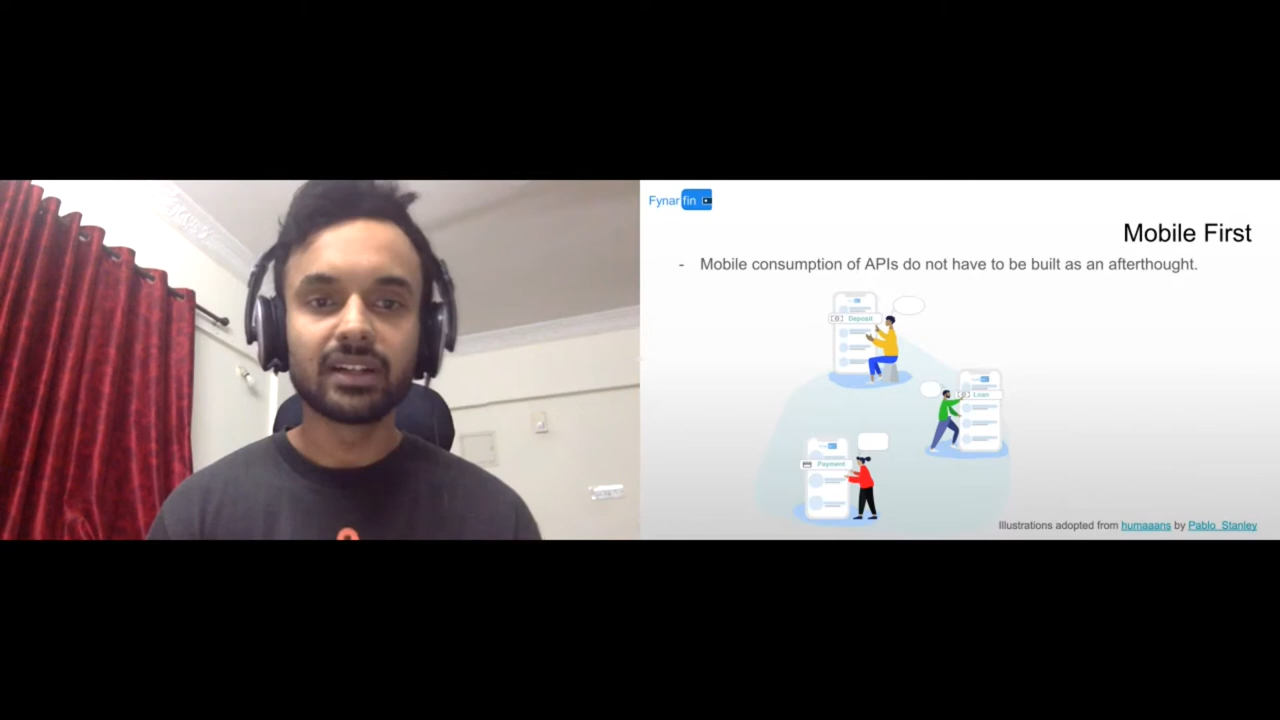 Fynarfin
Mobile First
- Mobile consumption of APIs do not have to be built as an afterthought.
Deposit
Loan
Payment
Illustrations adopted from humaaans by Pablo_Stanley